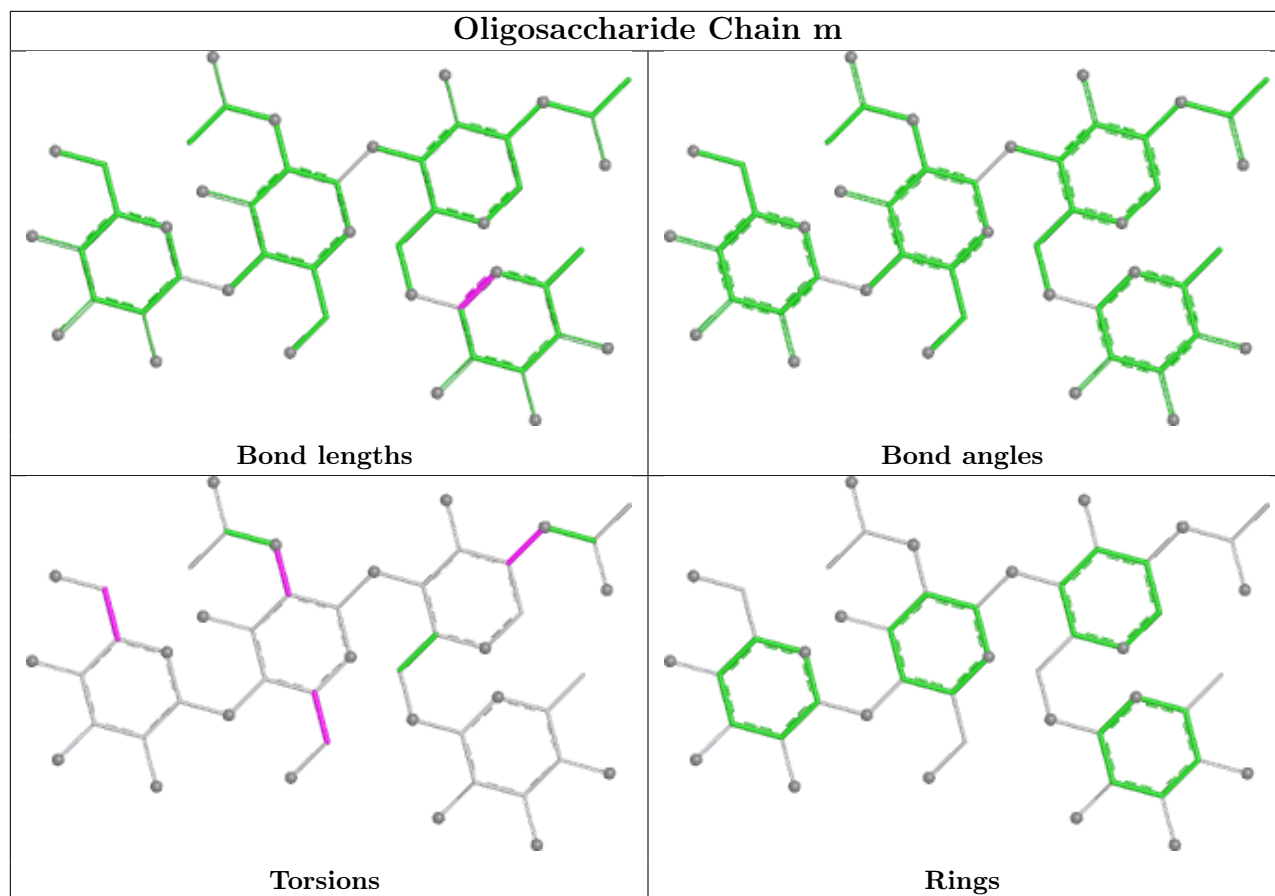 Oligosaccharide Chain m
Bond lengths
Bond angles
Torsions
Rings